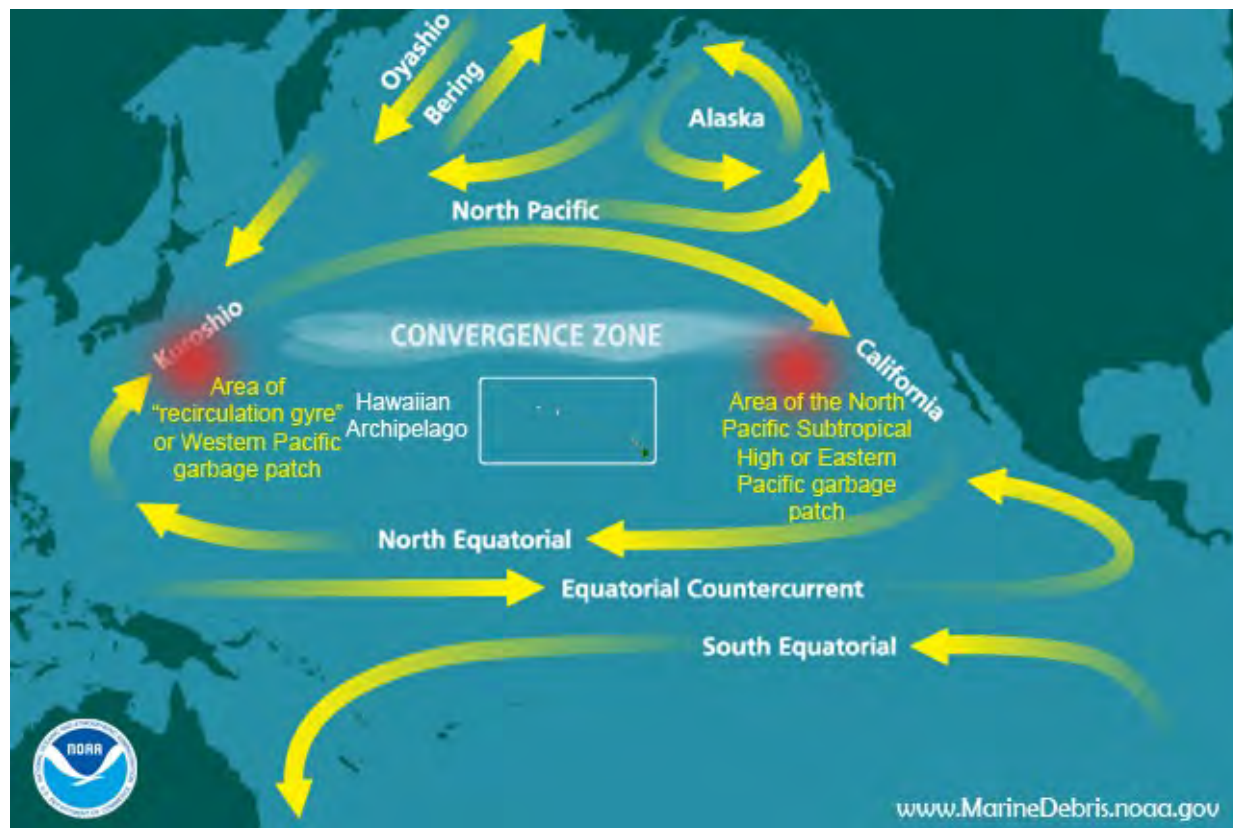 Oyashio
Bering
Alaska
North Pacific
Kuroshio
CONVERGENCE ZONE
California
Area of
“recirculation gyre”
or Western Pacific
garbage patch
Hawaiian
Archipelago
Area of the North
Pacific Subtropical
High or Eastern
Pacific garbage
patch
North Equatorial
Equatorial Countercurrent
South Equatorial
NOAA
www.MarineDebris.noaa.gov